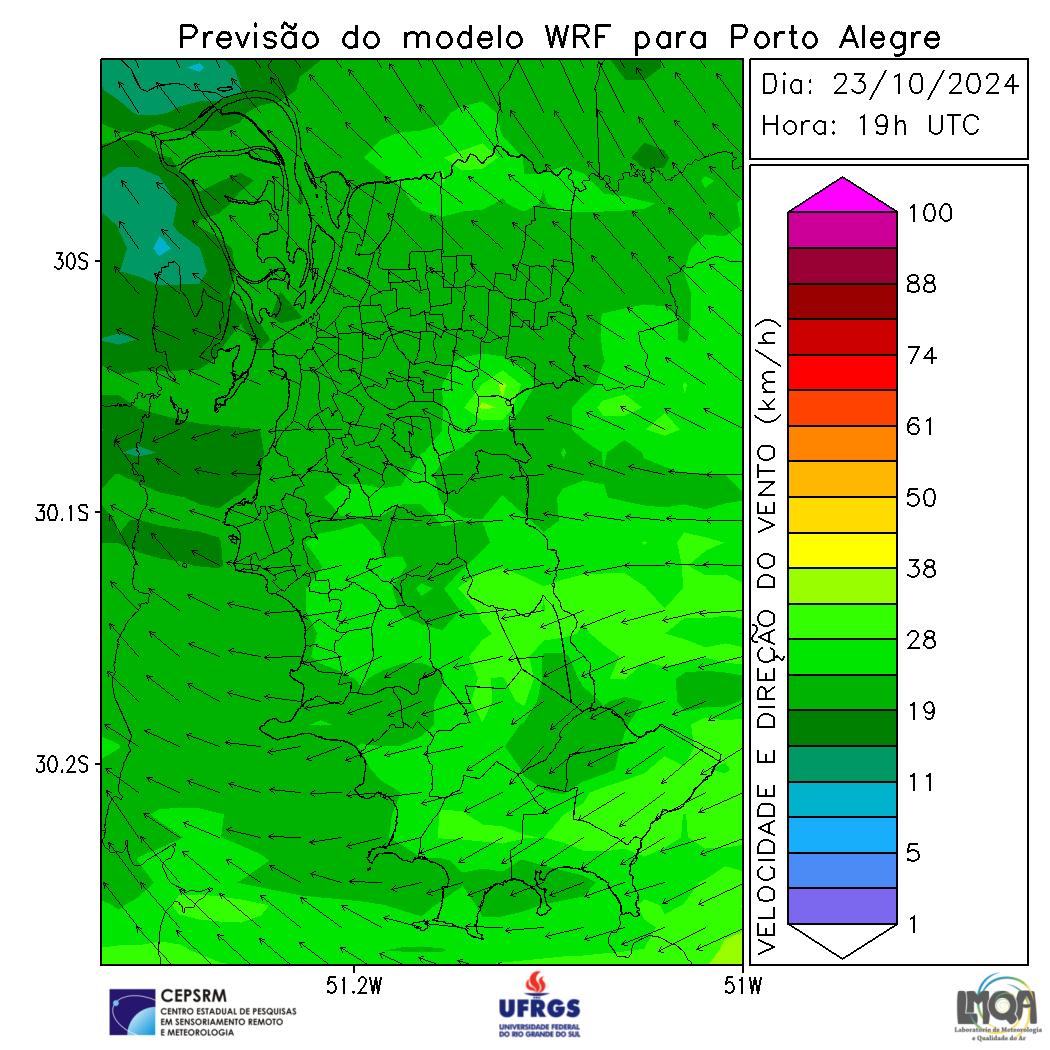 Previsão do modelo WRF para Porto Alegre
Dia: 23/10/2024
Hora: 19h UTC
30S
30.1S
30.2S
51.2W
51W
VELOCIDADE E DIREÇÃO DO VENTO (km/h)
100
88
74
61
50
38
28
19
11
5
1
CEPSRM
CENTRO ESTADUAL DE PESQUISAS
EM SENSORIAMENTO REMOTO
E METEOROLOGIA
UFRGS
UNIVERSIDADE FEDERAL
DO RIO GRANDE DO SUL
LMQA
Laboratório de Meteorologia
e Qualidade do Ar